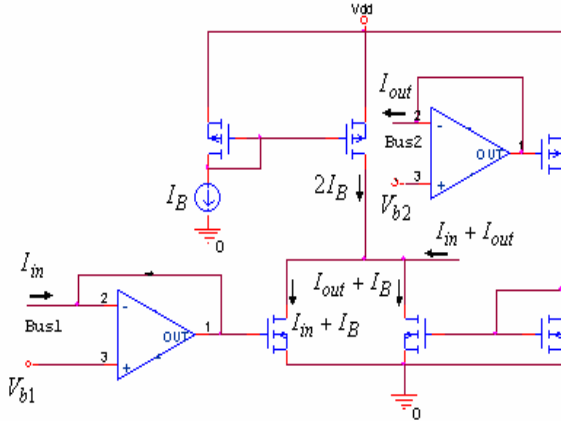 Vdd
I_out
2
-
Bus2
OUT
1
3
+
V_b2
I_B
0
2I_B
I_in + I_out
I_in
2
-
Bus1
OUT
1
3
+
V_b1
I_out + I_B
I_in + I_B
0